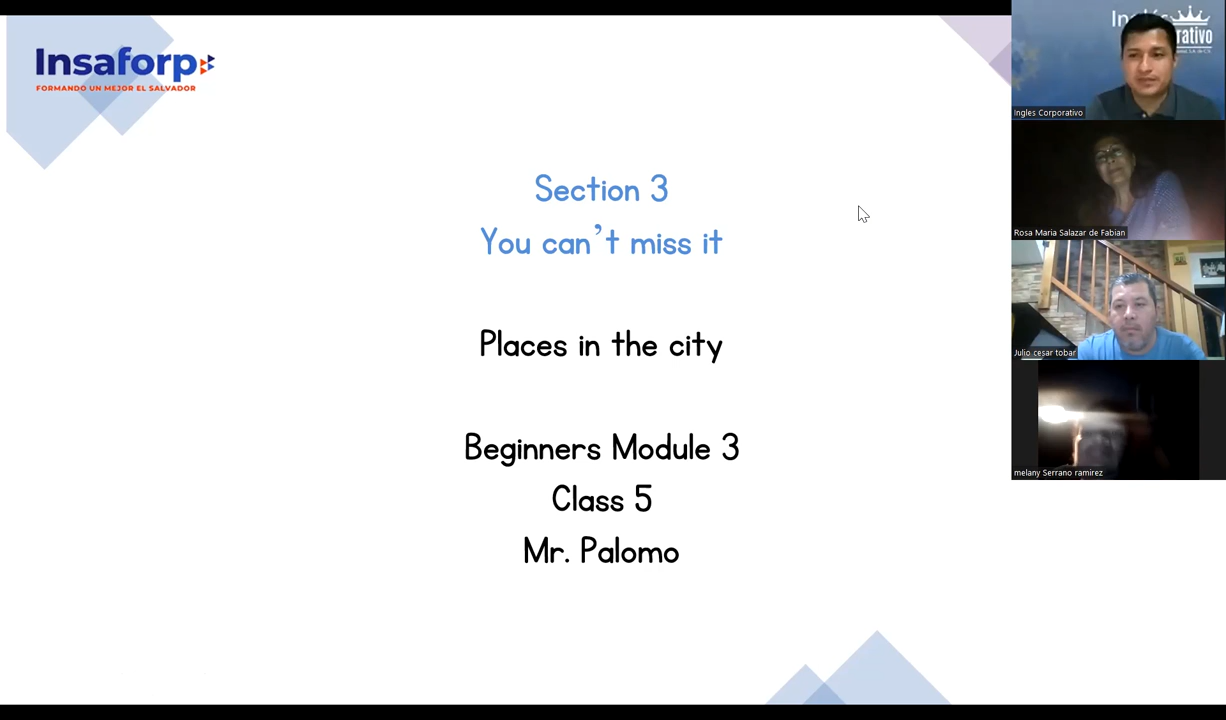 Insaforp
FORMANDO UN MEJOR EL SALVADOR
Section 3
You can't miss it
Places in the city
Beginners Module 3
Class 5
Mr. Palomo
Ingles Corporativo
Rosa Maria Salazar de Fabian
Julio cesar tobar
melany Serrano ramirez